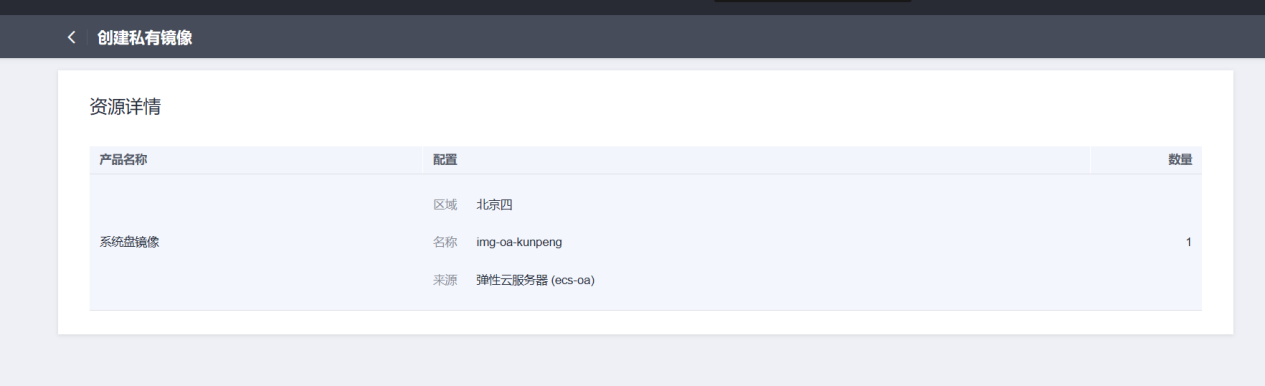 创建私有镜像
资源详情
产品名称 配置 数量
区域 北京四
系统盘镜像 名称 img-oa-kunpeng 1
来源 弹性云服务器 (ecs-oa)